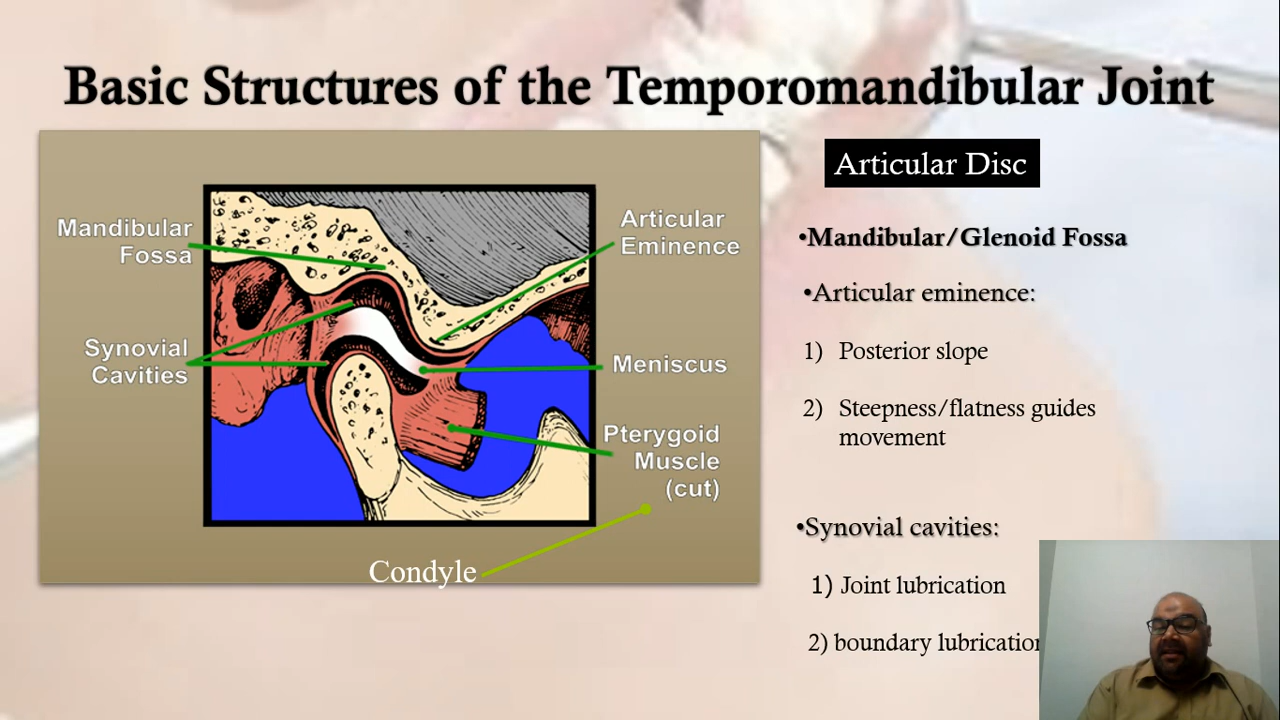 Basic Structures of the Temporomandibular Joint
Mandibular
Fossa
Synovial
Cavities
Articular
Eminence
Meniscus
Pterygoid
Muscle
(cut)
Condyle
Articular Disc
•Mandibular/Glenoid Fossa
•Articular eminence:
1) Posterior slope
2) Steepness/flatness guides
movement
•Synovial cavities:
1) Joint lubrication
2) boundary lubrication